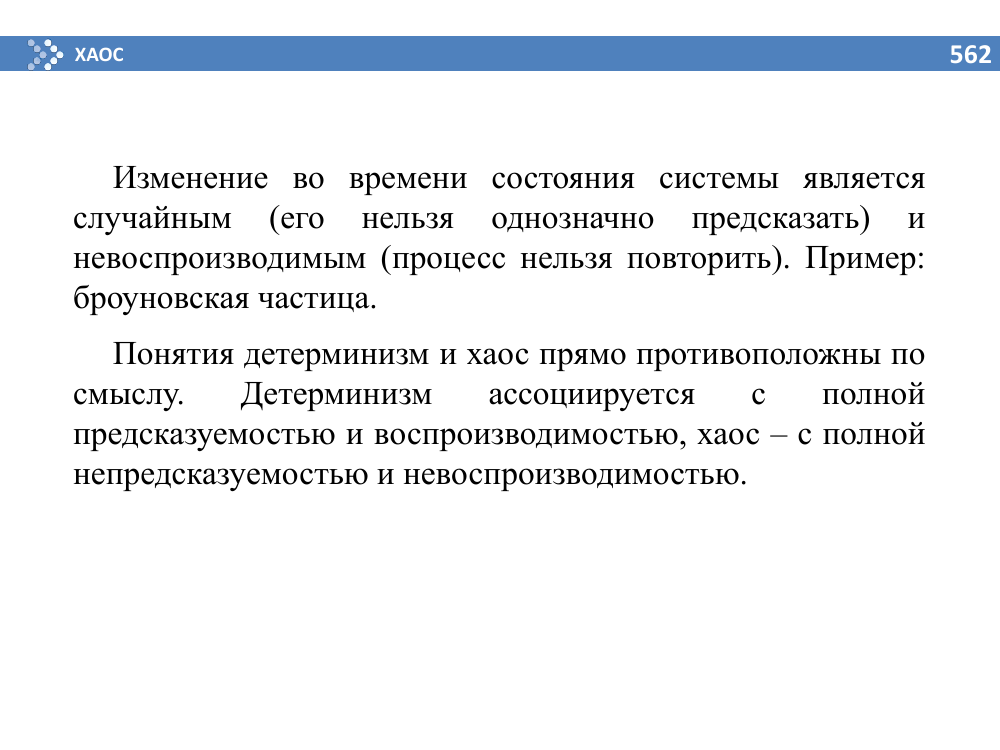 ХАОС
562
Изменение во времени состояния системы является
случайным (его нельзя однозначно предсказать) и
невоспроизводимым (процесс нельзя повторить). Пример:
броуновская частица.
Понятия детерминизм и хаос прямо противоположны по
смыслу. Детерминизм ассоциируется с полной
предсказуемостью и воспроизводимостью, хаос – с полной
непредсказуемостью и невоспроизводимостью.